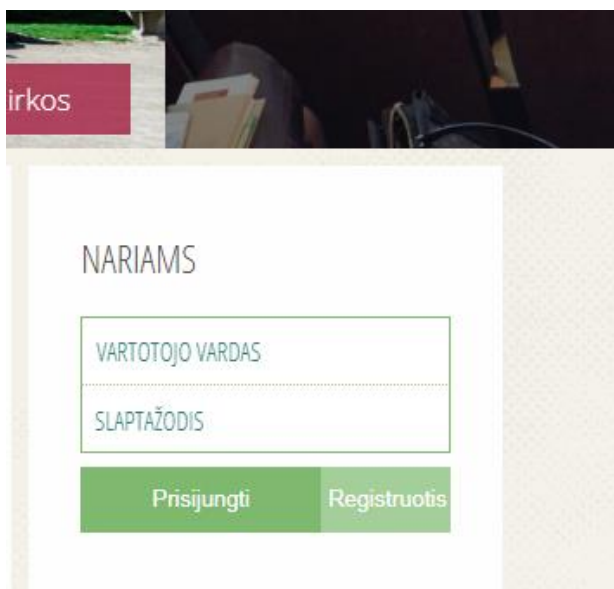 irkos
NARIAMS
VARTOTOJO VARDAS
SLAPTAŽODIS
Prisijungti Registruotis